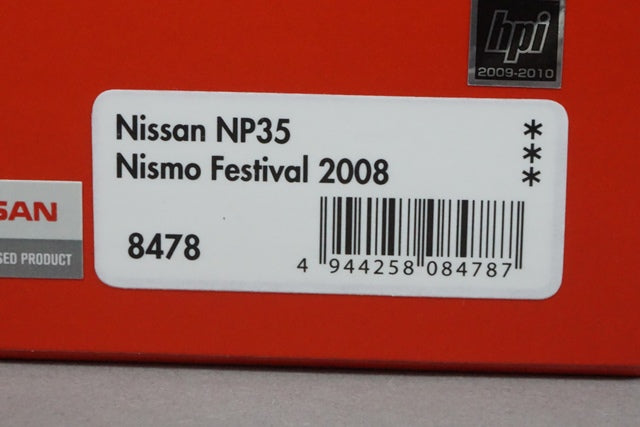 hpi
2009-2010
Nissan NP35
Nismo Festival 2008
***
8478
4 944258 084787
SAN
SED PRODUCT